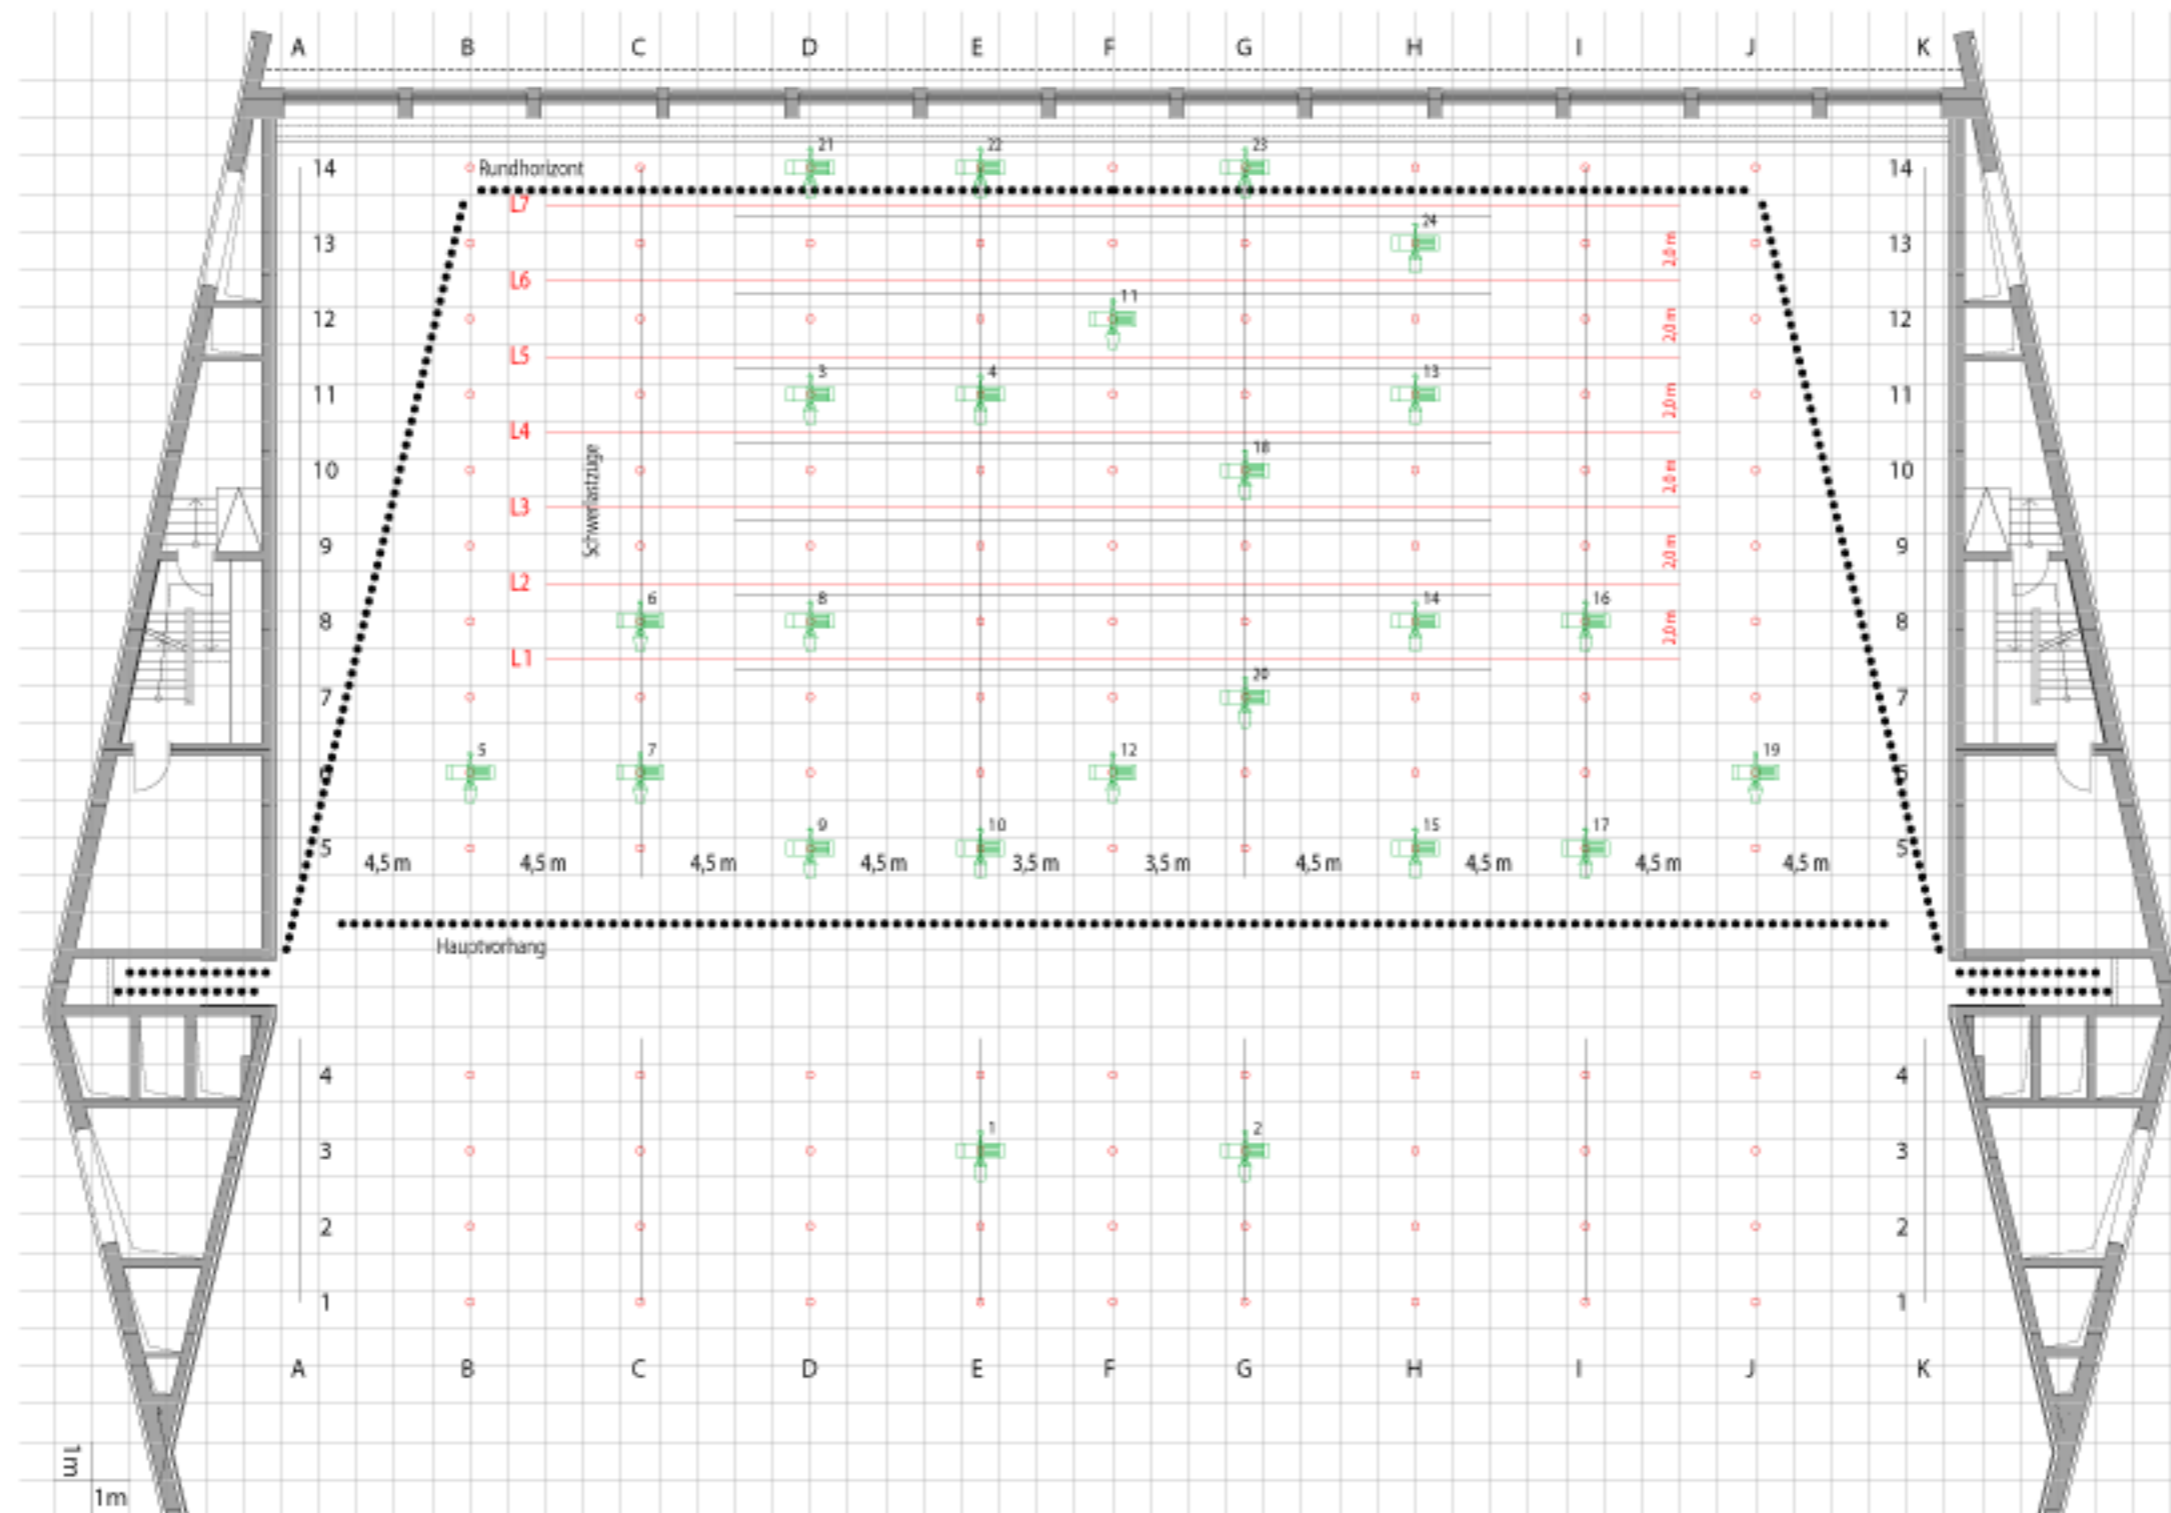 A B C D E F G H I J K
21 22 23
14 Rundhorizont 14
L7
24
13 2,0 m 13
L6
11
12 2,0 m 12
L5
3 4 13
11 2,0 m 11
L4
18
10 2,0 m 10
Schwerlastzüge
L3
9 2,0 m 9
L2
6 8 14 16
8 2,0 m 8
L1
20
7 7
5 7 12 19
9 10 15 17
5 5
4,5 m 4,5 m 4,5 m 4,5 m 3,5 m 3,5 m 4,5 m 4,5 m 4,5 m 4,5 m
Hauptvorhang
4 4
1 2
3 3
2 2
1 1
A B C D E F G H I J K
1m
1m